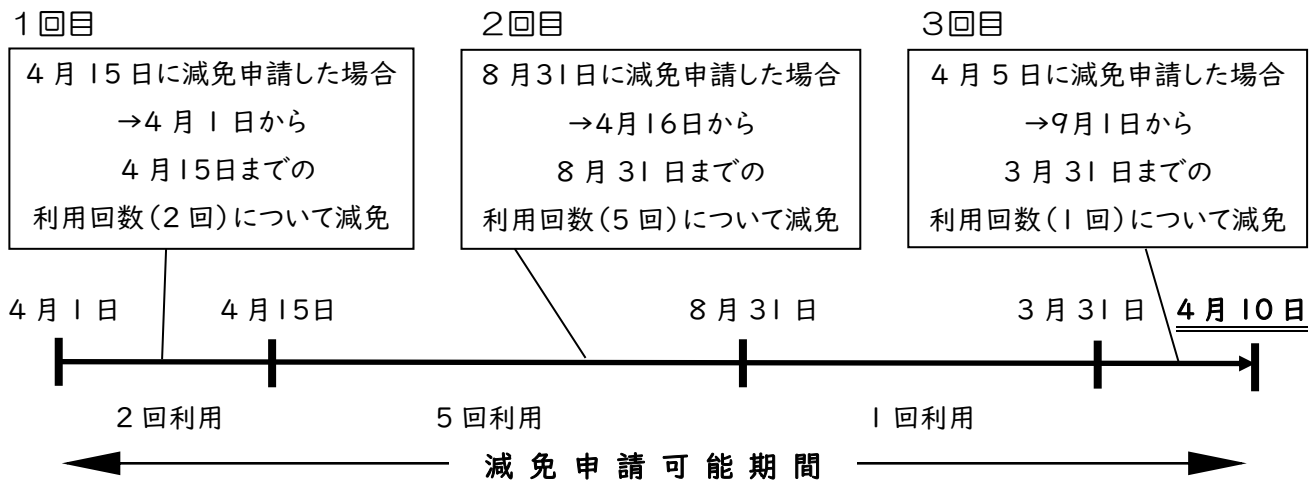 1回目
4月15日に減免申請した場合
→4月1日から
4月15日までの
利用回数(2回)について減免
2回目
8月31日に減免申請した場合
→4月16日から
8月31日までの
利用回数(5回)について減免
3回目
4月5日に減免申請した場合
→9月1日から
3月31日までの
利用回数(1回)について減免
4月1日 4月15日 8月31日 3月31日 4月10日
2回利用 5回利用 1回利用
減免申請可能期間